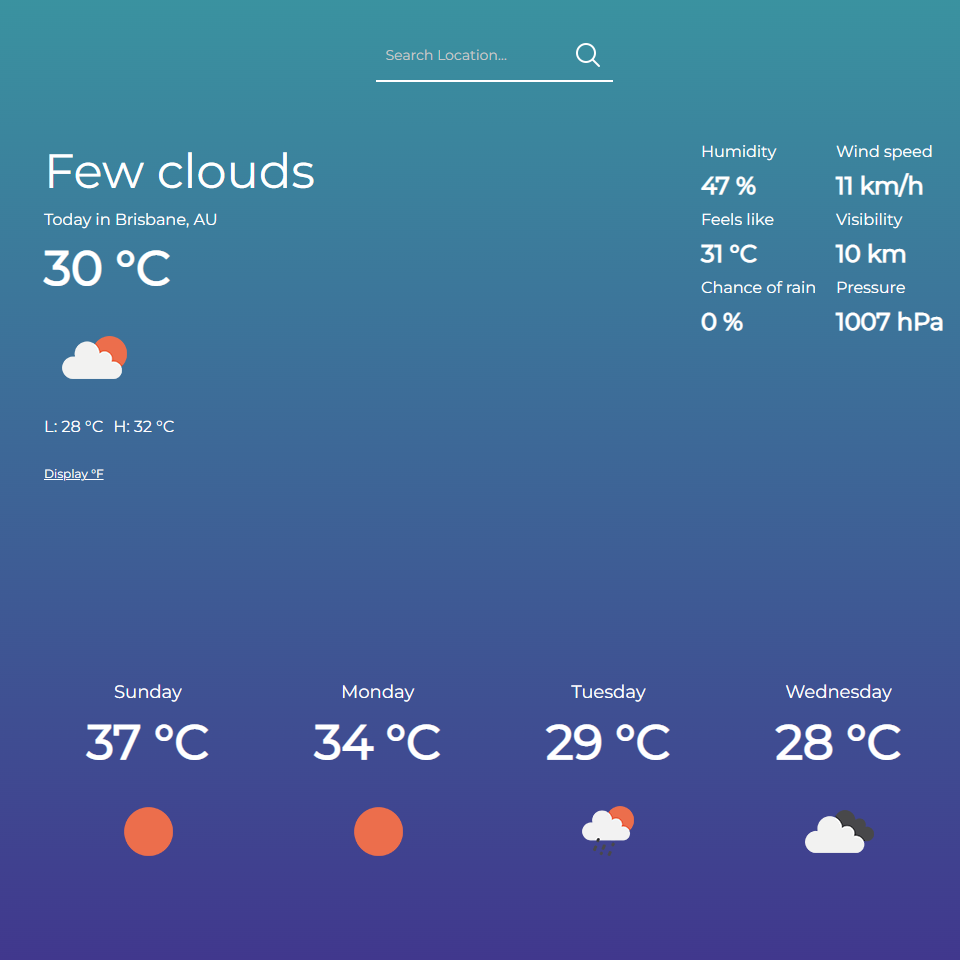 Search Location...
Few clouds
Today in Brisbane, AU
30 °C
L: 28 °C H: 32 °C
Display °F
Humidity
47 %
Feels like
31 °C
Chance of rain
0 %
Wind speed
11 km/h
Visibility
10 km
Pressure
1007 hPa
Sunday
37 °C
Monday
34 °C
Tuesday
29 °C
Wednesday
28 °C